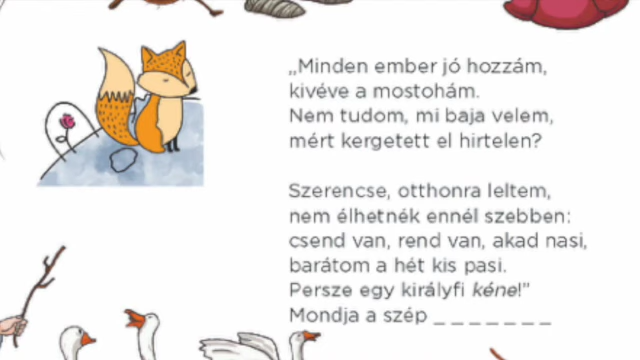 „Minden ember jó hozzám,
kivéve a mostohám.
Nem tudom, mi baja velem,
mért kergetett el hirtelen?
Szerencse, otthonra leltem,
nem élhetnék ennél szebben:
csend van, rend van, akad nasi,
barátom a hét kis pasi.
Persze egy királyfi kéne!”
Mondja a szép _ _ _ _ _ _ _